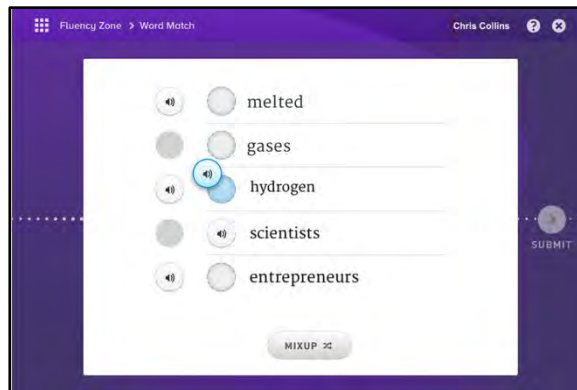 Fluency Zone > Word Match
Chris Collins ?
melted
gases
hydrogen
scientists
SUBMIT
entrepreneurs
MIXUP